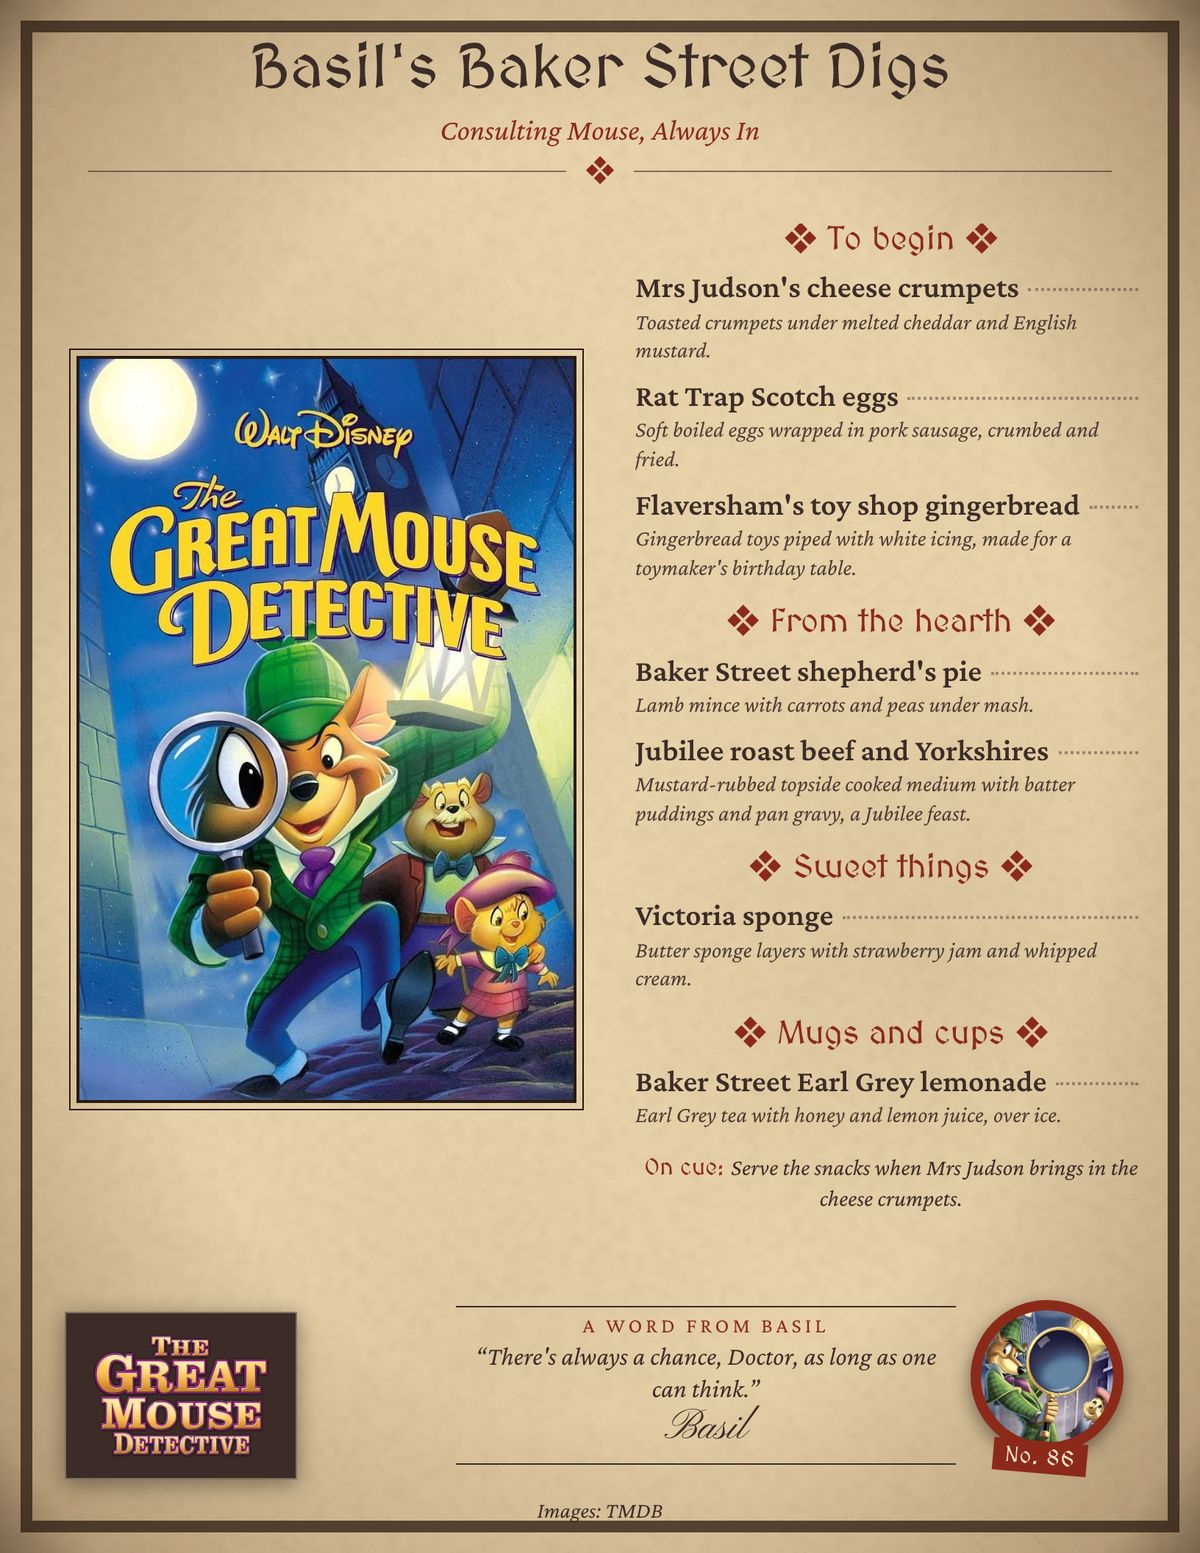 Basil's Baker Street Digs
Consulting Mouse, Always In
To begin
Mrs Judson's cheese crumpets
Toasted crumpets under melted cheddar and English
mustard.
Rat Trap Scotch eggs
Soft boiled eggs wrapped in pork sausage, crumbed and
fried.
Flaversham's toy shop gingerbread
Gingerbread toys piped with white icing, made for a
toymaker's birthday table.
From the hearth
Baker Street shepherd's pie
Lamb mince with carrots and peas under mash.
Jubilee roast beef and Yorkshires
Mustard-rubbed topside cooked medium with batter
puddings and pan gravy, a Jubilee feast.
Sweet things
Victoria sponge
Butter sponge layers with strawberry jam and whipped
cream.
Mugs and cups
Baker Street Earl Grey lemonade
Earl Grey tea with honey and lemon juice, over ice.
On cue: Serve the snacks when Mrs Judson brings in the
cheese crumpets.
WALT DISNEY
The
GREAT MOUSE
DETECTIVE
THE
GREAT
MOUSE
DETECTIVE
A WORD FROM BASIL
“There's always a chance, Doctor, as long as one
can think.”
Basil
No. 86
Images: TMDB